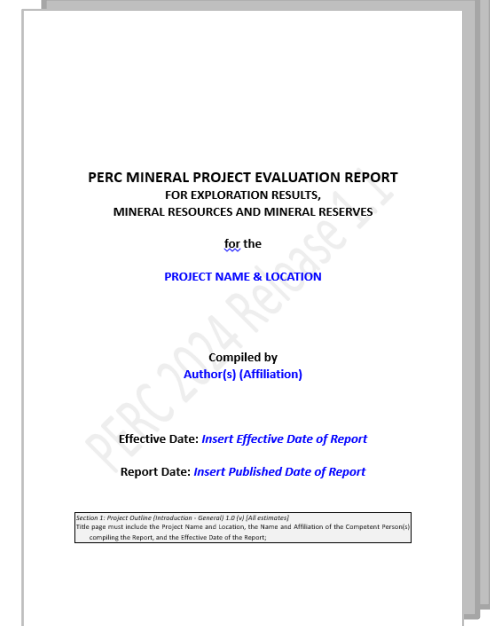 PERC MINERAL PROJECT EVALUATION REPORT
FOR EXPLORATION RESULTS,
MINERAL RESOURCES AND MINERAL RESERVES
for the
PROJECT NAME & LOCATION
PERC 2024 Release 1.1
Compiled by
Author(s) (Affiliation)
Effective Date: Insert Effective Date of Report
Report Date: Insert Published Date of Report
Section 1: Project Outline (Introduction - General) 1.0 (v) [All estimates]
Title page must include the Project Name and Location, the Name and Affiliation of the Competent Person(s)
compiling the Report, and the Effective Date of the Report;